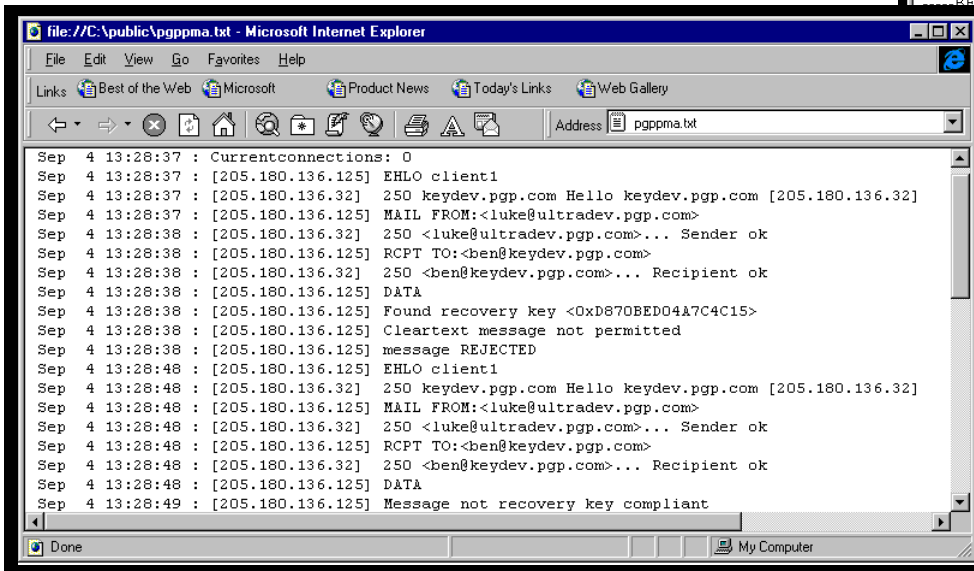 file://C:\public\pgppma.txt - Microsoft Internet Explorer
File Edit View Go Favorites Help
Links Best of the Web Microsoft Product News Today's Links Web Gallery
Address pgppma.txt
Sep 4 13:28:37 : Currentconnections: 0
Sep 4 13:28:37 : [205.180.136.125] EHLO client1
Sep 4 13:28:37 : [205.180.136.32] 250 keydev.pgp.com Hello keydev.pgp.com [205.180.136.32]
Sep 4 13:28:37 : [205.180.136.125] MAIL FROM:<luke@ultradev.pgp.com>
Sep 4 13:28:38 : [205.180.136.32] 250 <luke@ultradev.pgp.com>... Sender ok
Sep 4 13:28:38 : [205.180.136.125] RCPT TO:<ben@keydev.pgp.com>
Sep 4 13:28:38 : [205.180.136.32] 250 <ben@keydev.pgp.com>... Recipient ok
Sep 4 13:28:38 : [205.180.136.125] DATA
Sep 4 13:28:38 : [205.180.136.125] Found recovery key <0xD870BED04A7C4C15>
Sep 4 13:28:38 : [205.180.136.125] Cleartext message not permitted
Sep 4 13:28:38 : [205.180.136.125] message REJECTED
Sep 4 13:28:48 : [205.180.136.125] EHLO client1
Sep 4 13:28:48 : [205.180.136.32] 250 keydev.pgp.com Hello keydev.pgp.com [205.180.136.32]
Sep 4 13:28:48 : [205.180.136.125] MAIL FROM:<luke@ultradev.pgp.com>
Sep 4 13:28:48 : [205.180.136.32] 250 <luke@ultradev.pgp.com>... Sender ok
Sep 4 13:28:48 : [205.180.136.125] RCPT TO:<ben@keydev.pgp.com>
Sep 4 13:28:48 : [205.180.136.32] 250 <ben@keydev.pgp.com>... Recipient ok
Sep 4 13:28:48 : [205.180.136.125] DATA
Sep 4 13:28:49 : [205.180.136.125] Message not recovery key compliant
Done
My Computer